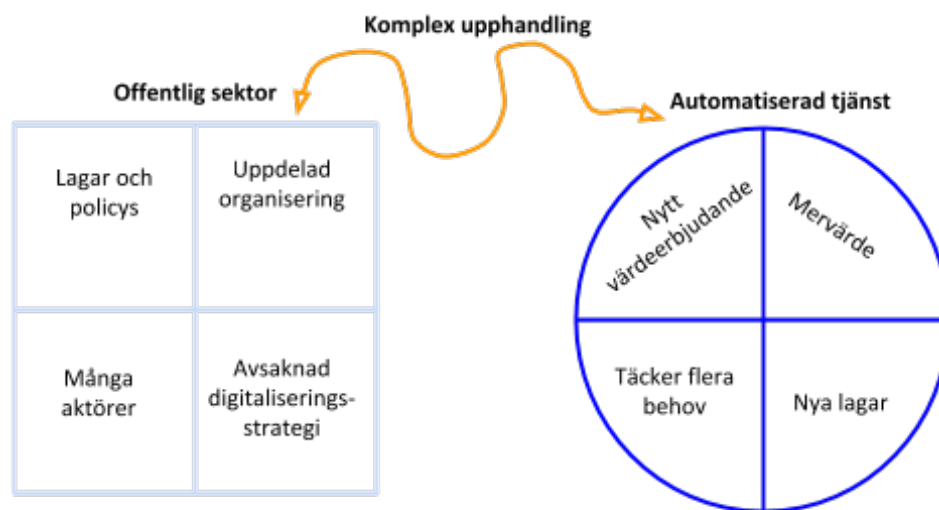 Komplex upphandling
Offentlig sektor
Automatiserad tjänst
Lagar och
policys
Uppdelad
organisering
Många
aktörer
Avsaknad
digitaliserings-
strategi
Nytt
värdeerbjudande
Mervärde
Täcker flera
behov
Nya lagar